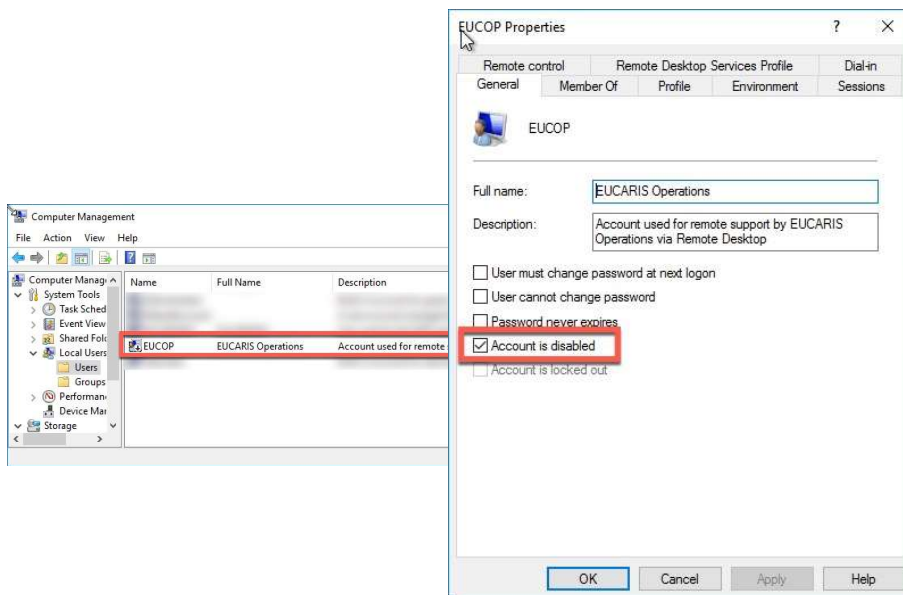 Computer Management
File Action View Help
Computer Manag
System Tools
Task Sched
Event View
Shared Fold
Local Users
Users
Groups
Performan
Device Mar
Storage
Name Full Name Description
EUCOP EUCARIS Operations Account used for remote
EUCOP Properties
Remote control Remote Desktop Services Profile Dial-in
General Member Of Profile Environment Sessions
EUCOP
Full name: EUCARIS Operations
Description: Account used for remote support by EUCARIS
Operations via Remote Desktop
User must change password at next logon
User cannot change password
Password never expires
Account is disabled
Account is locked out
OK Cancel Apply Help